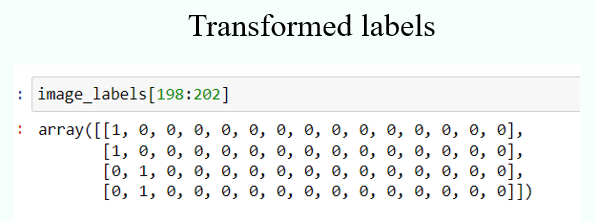 Transformed labels
: image_labels[198:202]
: array([[1, 0, 0, 0, 0, 0, 0, 0, 0, 0, 0, 0, 0, 0, 0],
[1, 0, 0, 0, 0, 0, 0, 0, 0, 0, 0, 0, 0, 0, 0],
[0, 1, 0, 0, 0, 0, 0, 0, 0, 0, 0, 0, 0, 0, 0],
[0, 1, 0, 0, 0, 0, 0, 0, 0, 0, 0, 0, 0, 0, 0]])